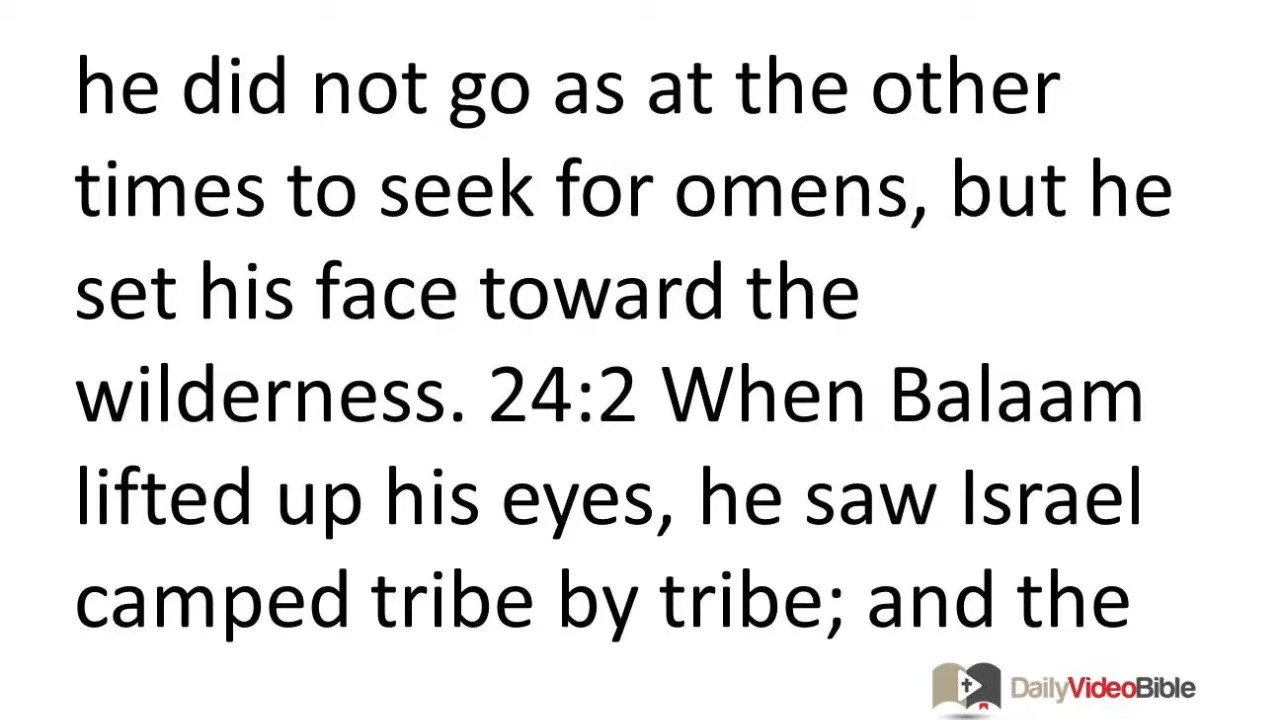 he did not go as at the other
times to seek for omens, but he
set his face toward the
wilderness. 24:2 When Balaam
lifted up his eyes, he saw Israel
camped tribe by tribe; and the
DailyVideoBible